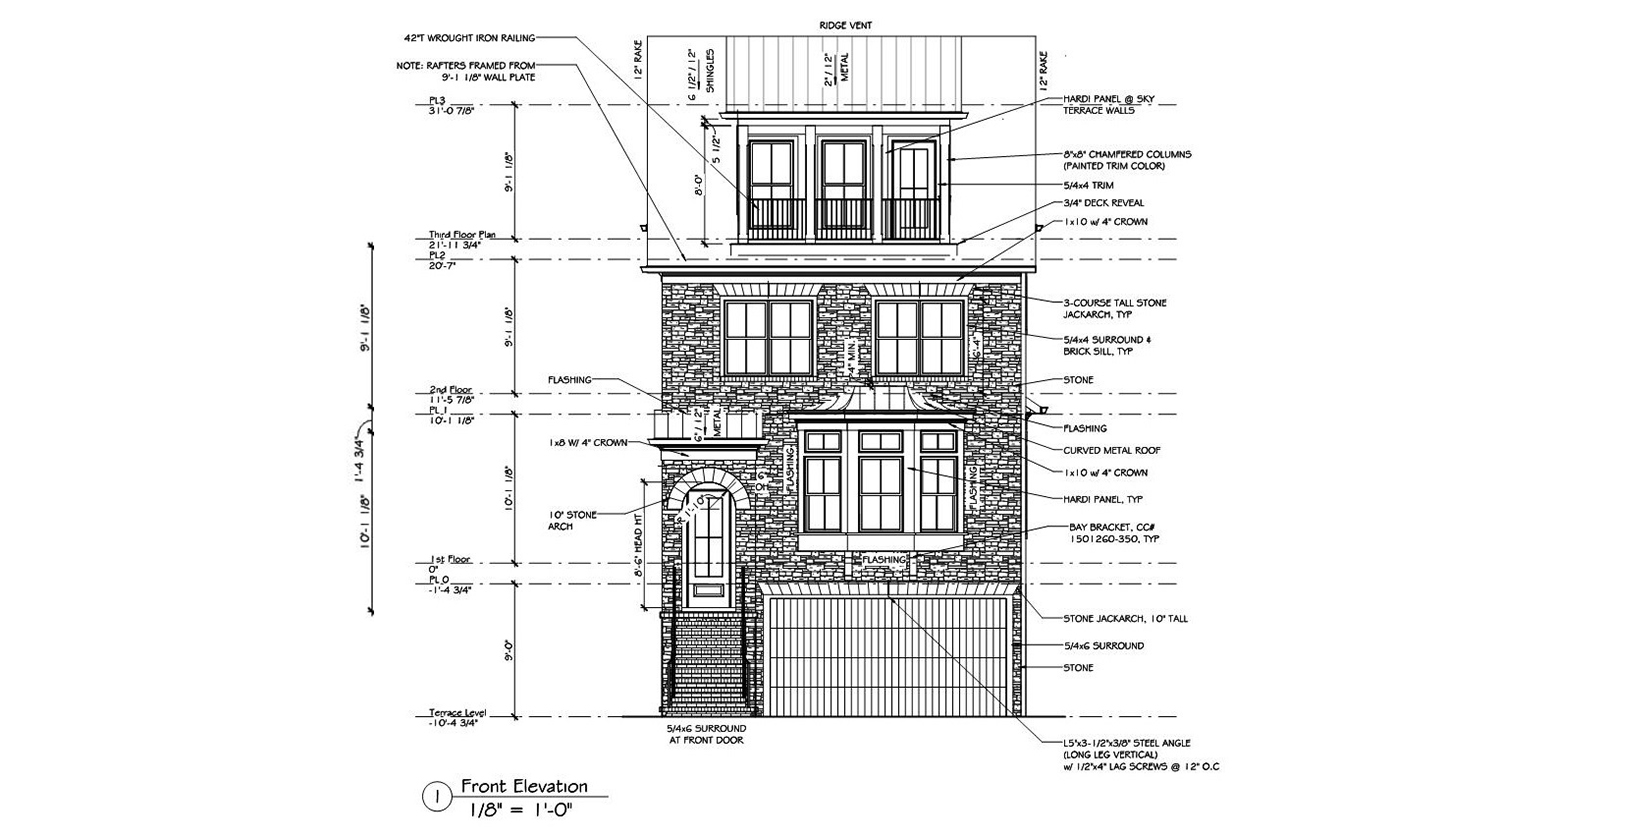 RIDGE VENT
42"T WROUGHT IRON RAILING
NOTE: RAFTERS FRAMED FROM
9'-1 1/8" WALL PLATE
12" RAKE
6 1/2" / 12"
SHINGLES
2" / 12"
METAL
12" RAKE
PL3
31'-0 7/8"
HARDI PANEL @ SKY
TERRACE WALLS
5 1/2"
8'-0"
9'-1 1/8"
8"x8" CHAMFERED COLUMNS
(PAINTED TRIM COLOR)
5/4x4 TRIM
3/4" DECK REVEAL
1x10 w/ 4" CROWN
Third Floor Plan
21'-11 3/4"
PL2
20'-7"
9'-1 1/8"
9'-1 1/8"
3-COURSE TALL STONE
JACKARCH, TYP
5/4x4 SURROUND &
BRICK SILL, TYP
6'-4"
4" MIN.
FLASHING
STONE
2nd Floor
11'-5 7/8"
PL 1
10'-1 1/8"
6" / 12"
METAL
FLASHING
CURVED METAL ROOF
1x8 W/ 4" CROWN
1x10 w/ 4" CROWN
1'-4 3/4"
10'-1 1/8"
10'-1 1/8"
FLASHING
FLASHING
6"
OH
HARDI PANEL, TYP
10" STONE
ARCH
R 1'-10"
8'-6" HEAD HT
BAY BRACKET, CC#
1501260-350, TYP
FLASHING
1st Floor
0"
PL 0
-1'-4 3/4"
9'-0"
STONE JACKARCH, 10" TALL
5/4x6 SURROUND
STONE
Terrace Level
-10'-4 3/4"
5/4x6 SURROUND
AT FRONT DOOR
L5"x3-1/2"x3/8" STEEL ANGLE
(LONG LEG VERTICAL)
w/ 1/2"x4" LAG SCREWS @ 12" O.C
1
Front Elevation
1/8" = 1'-0"